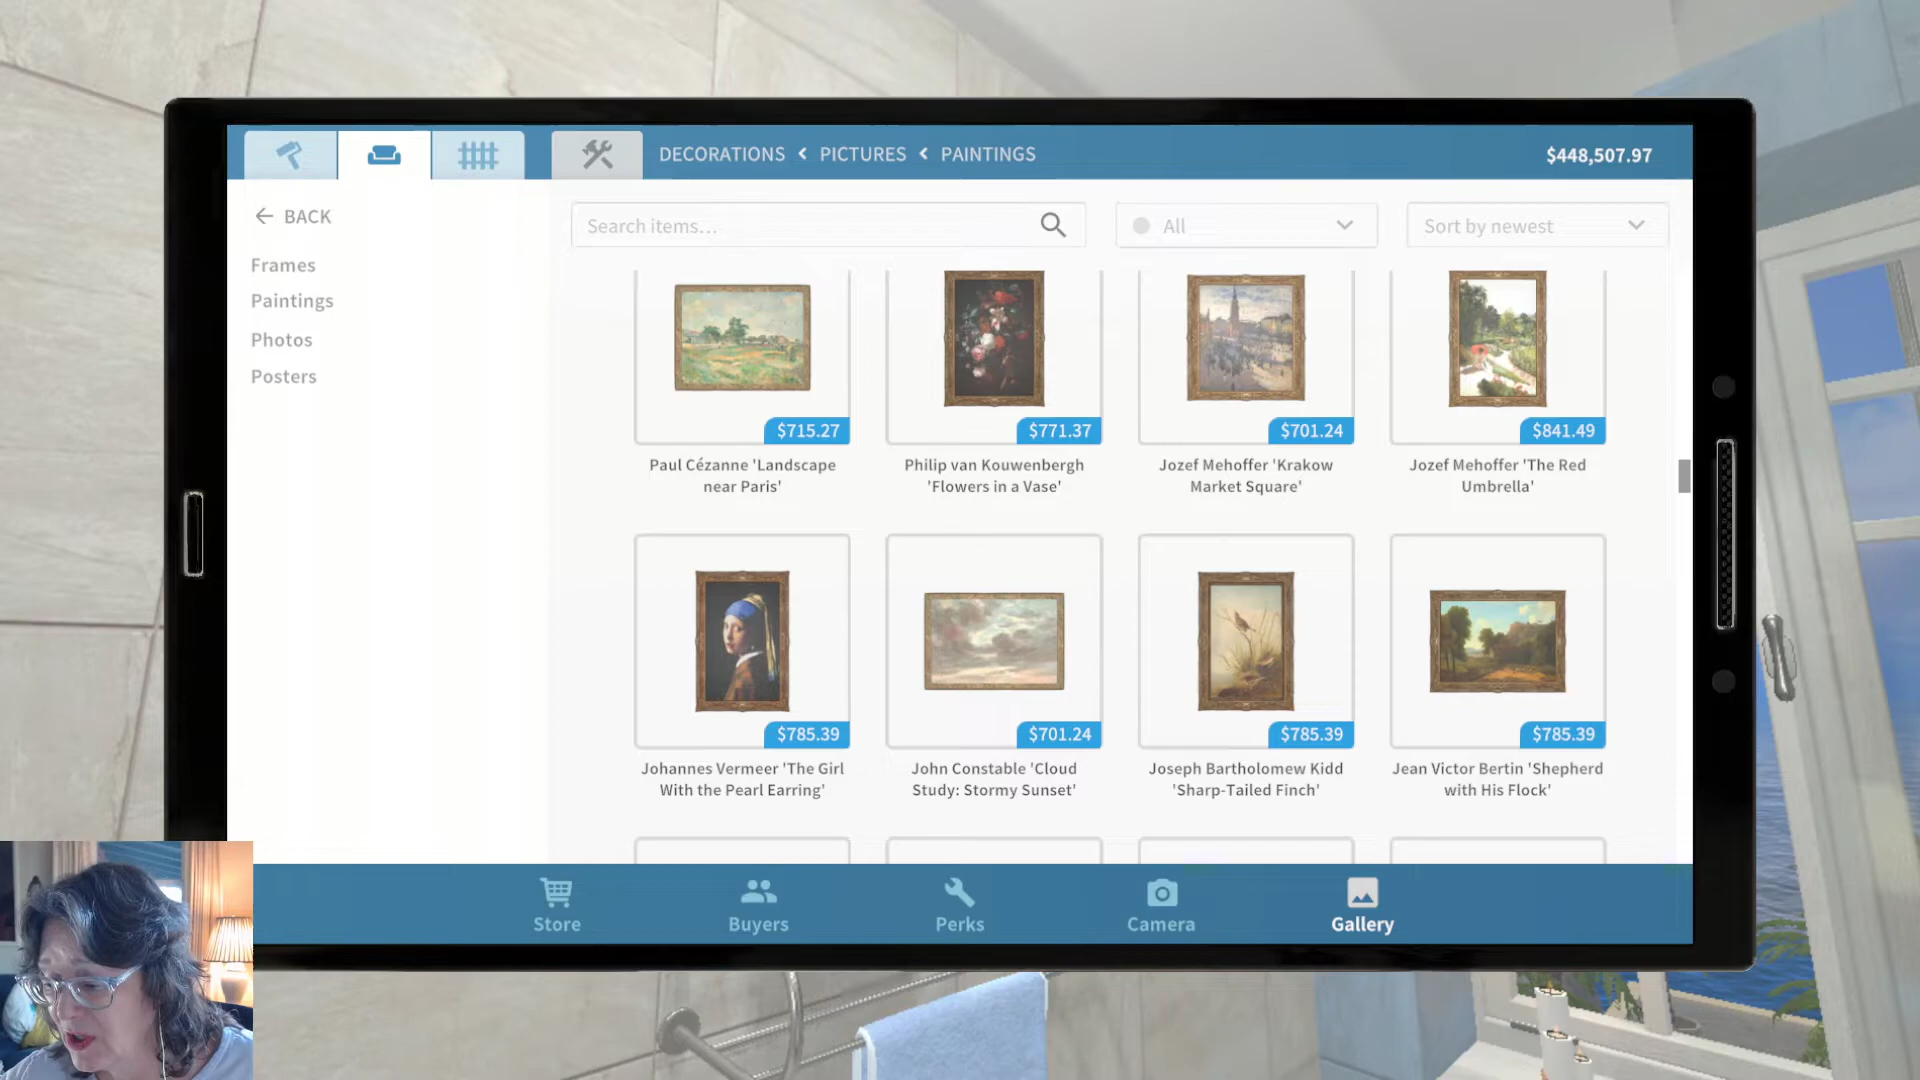 DECORATIONS < PICTURES < PAINTINGS
$448,507.97
BACK
Frames
Paintings
Photos
Posters
Search items...
All
Sort by newest
$715.27
$771.37
$701.24
$841.49
Paul Cézanne 'Landscape
near Paris'
Philip van Kouwenbergh
'Flowers in a Vase'
Jozef Mehoffer 'Krakow
Market Square'
Jozef Mehoffer 'The Red
Umbrella'
$785.39
$701.24
$785.39
$785.39
Johannes Vermeer 'The Girl
With the Pearl Earring'
John Constable 'Cloud
Study: Stormy Sunset'
Joseph Bartholomew Kidd
'Sharp-Tailed Finch'
Jean Victor Bertin 'Shepherd
with His Flock'
Store
Buyers
Perks
Camera
Gallery